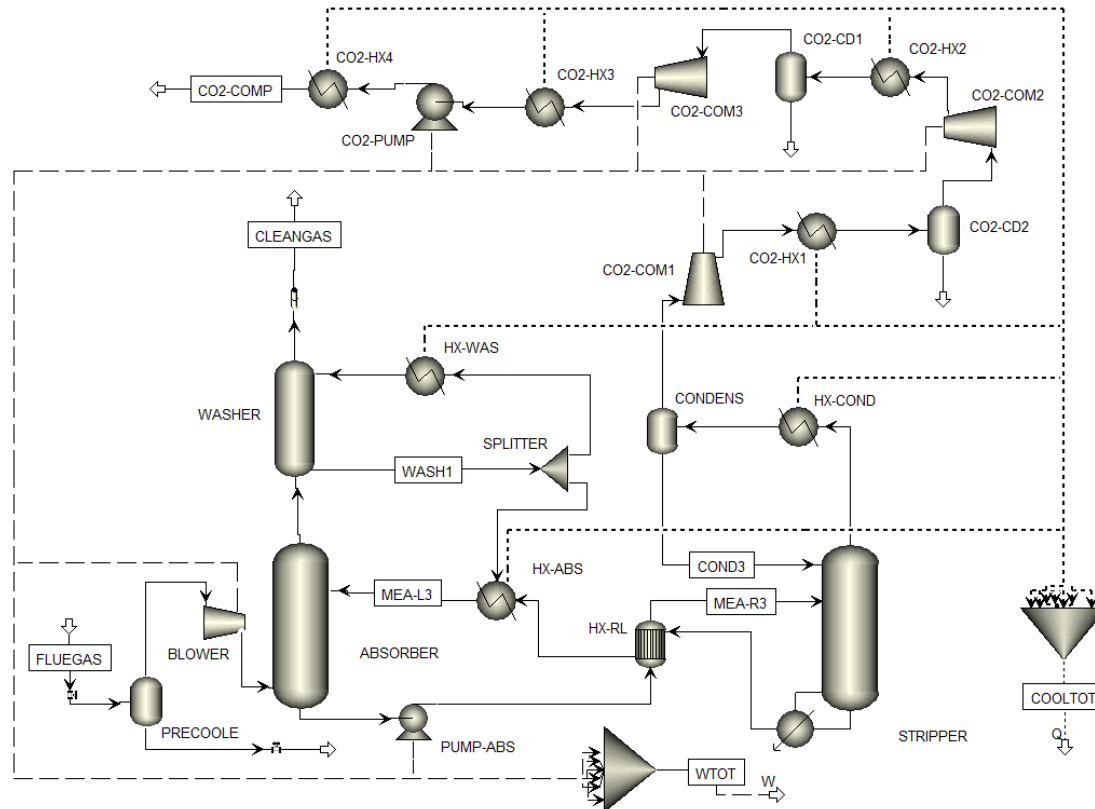 CO2-HX4
CO2-HX3
CO2-CD1
CO2-HX2
CO2-COMP
CO2-PUMP
CO2-COM3
CO2-COM2
CLEANGAS
CO2-COM1
CO2-HX1
CO2-CD2
HX-WAS
CONDENS
HX-COND
WASHER
SPLITTER
WASH1
HX-ABS
COND3
MEA-L3
MEA-R3
HX-RL
FLUEGAS
BLOWER
ABSORBER
PRECOOLE
PUMP-ABS
STRIPPER
COOLTOT
Q
WTOT
W